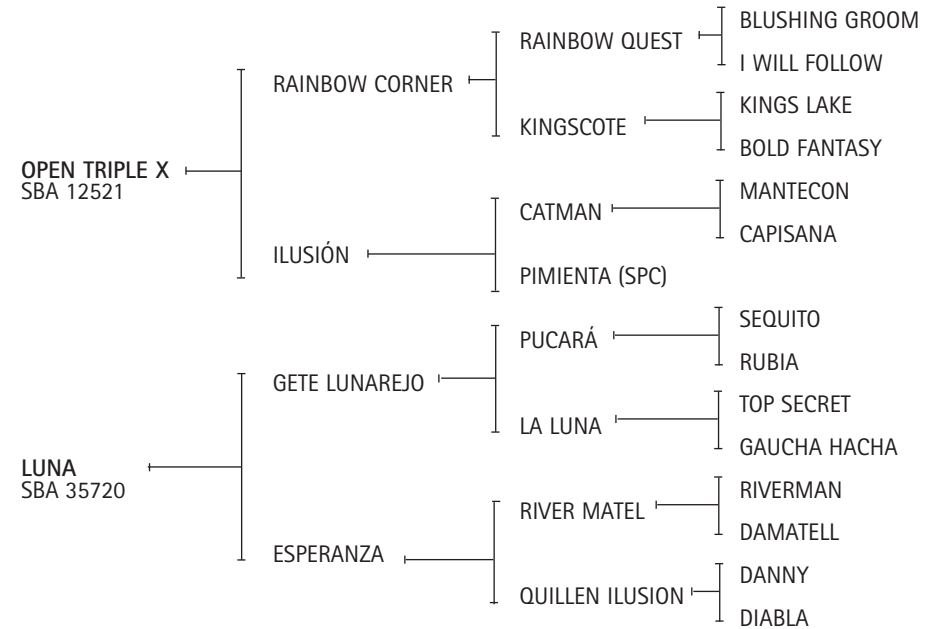 BLUSHING GROOM
RAINBOW QUEST
I WILL FOLLOW
RAINBOW CORNER
KINGS LAKE
KINGSCOTE
BOLD FANTASY
OPEN TRIPLE X
SBA 12521
MANTECON
CATMAN
CAPISANA
ILUSIÓN
PIMIENTA (SPC)
SEQUITO
PUCARÁ
RUBIA
GETE LUNAREJO
TOP SECRET
LA LUNA
GAUCHA HACHA
LUNA
SBA 35720
RIVERMAN
RIVER MATEL
DAMATELL
ESPERANZA
DANNY
QUILLEN ILUSION
DIABLA